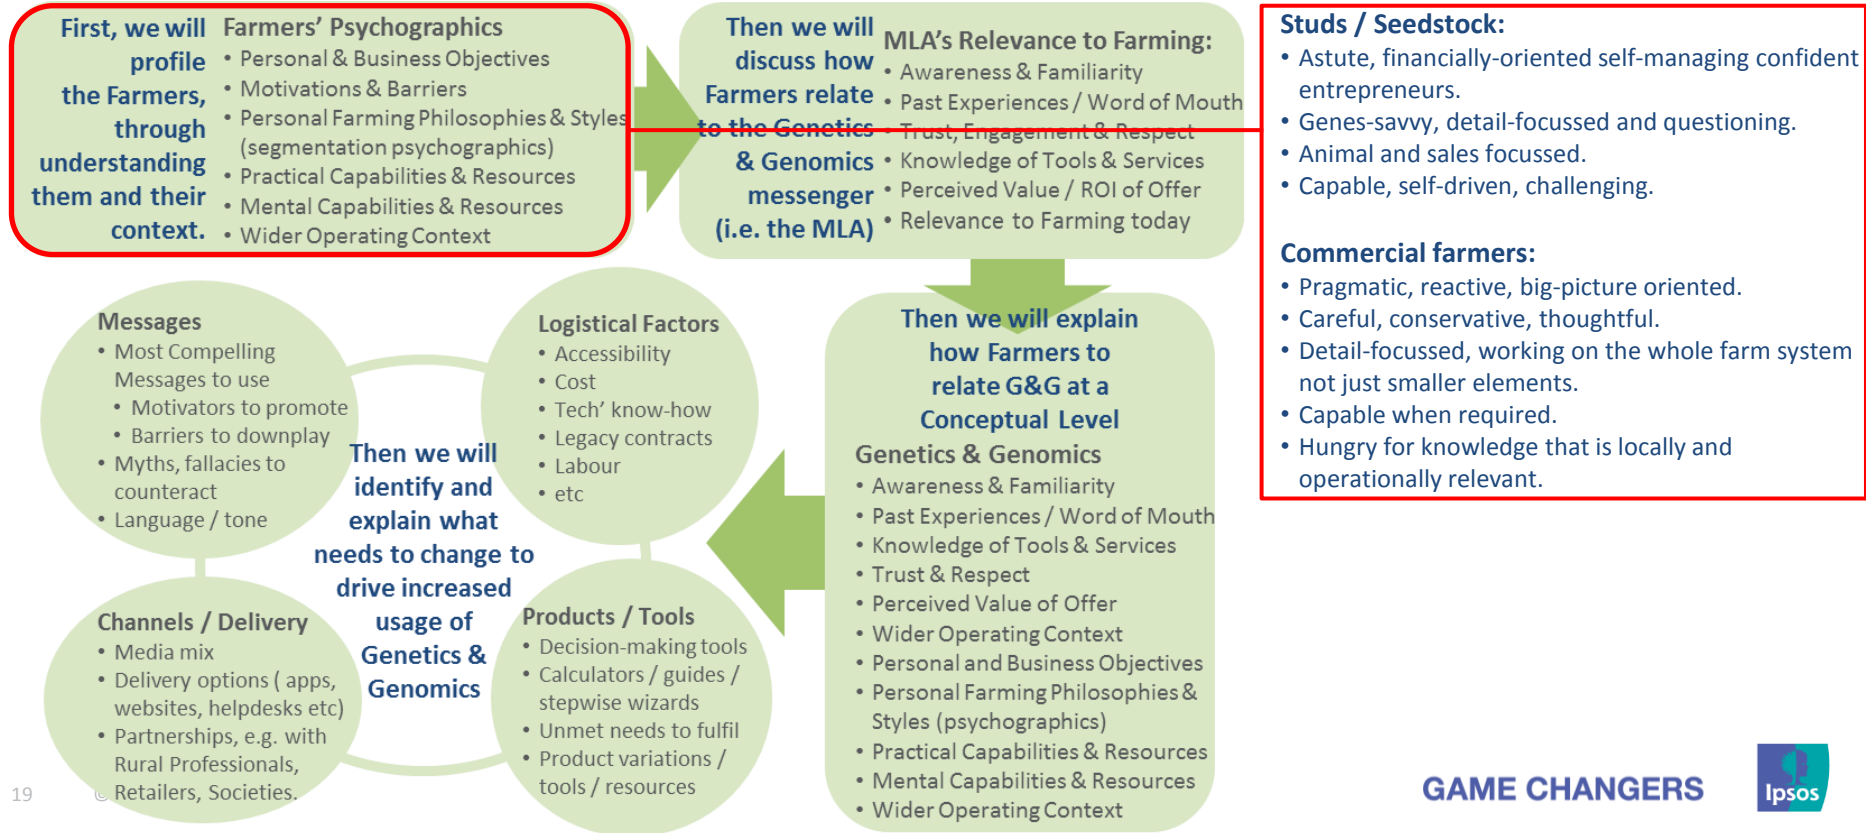 First, we will
profile
the Farmers,
through
understanding
them and their
context.
Farmers' Psychographics
• Personal & Business Objectives
• Motivations & Barriers
• Personal Farming Philosophies & Styles
(segmentation psychographics)
• Practical Capabilities & Resources
• Mental Capabilities & Resources
• Wider Operating Context
Then we will
discuss how
Farmers relate
to the Genetics
& Genomics
messenger
(i.e. the MLA)
MLA's Relevance to Farming:
• Awareness & Familiarity
• Past Experiences / Word of Mouth
• Trust, Engagement & Respect
• Knowledge of Tools & Services
• Perceived Value / ROI of Offer
• Relevance to Farming today
Studs / Seedstock:
• Astute, financially-oriented self-managing confident
entrepreneurs.
• Genes-savvy, detail-focussed and questioning.
• Animal and sales focussed.
• Capable, self-driven, challenging.
Commercial farmers:
• Pragmatic, reactive, big-picture oriented.
• Careful, conservative, thoughtful.
• Detail-focussed, working on the whole farm system
not just smaller elements.
• Capable when required.
• Hungry for knowledge that is locally and
operationally relevant.
Then we will explain
how Farmers to
relate G&G at a
Conceptual Level
Genetics & Genomics
• Awareness & Familiarity
• Past Experiences / Word of Mouth
• Knowledge of Tools & Services
• Trust & Respect
• Perceived Value of Offer
• Wider Operating Context
• Personal and Business Objectives
• Personal Farming Philosophies &
Styles (psychographics)
• Practical Capabilities & Resources
• Mental Capabilities & Resources
• Wider Operating Context
Messages
• Most Compelling
Messages to use
• Motivators to promote
• Barriers to downplay
• Myths, fallacies to
counteract
• Language / tone
Logistical Factors
• Accessibility
• Cost
• Tech' know-how
• Legacy contracts
• Labour
• etc
Then we will
identify and
explain what
needs to change to
drive increased
usage of
Genetics &
Genomics
Channels / Delivery
• Media mix
• Delivery options ( apps,
websites, helpdesks etc)
• Partnerships, e.g. with
Rural Professionals,
Retailers, Societies.
Products / Tools
• Decision-making tools
• Calculators / guides /
stepwise wizards
• Unmet needs to fulfil
• Product variations /
tools / resources
19
©
GAME CHANGERS
Ipsos